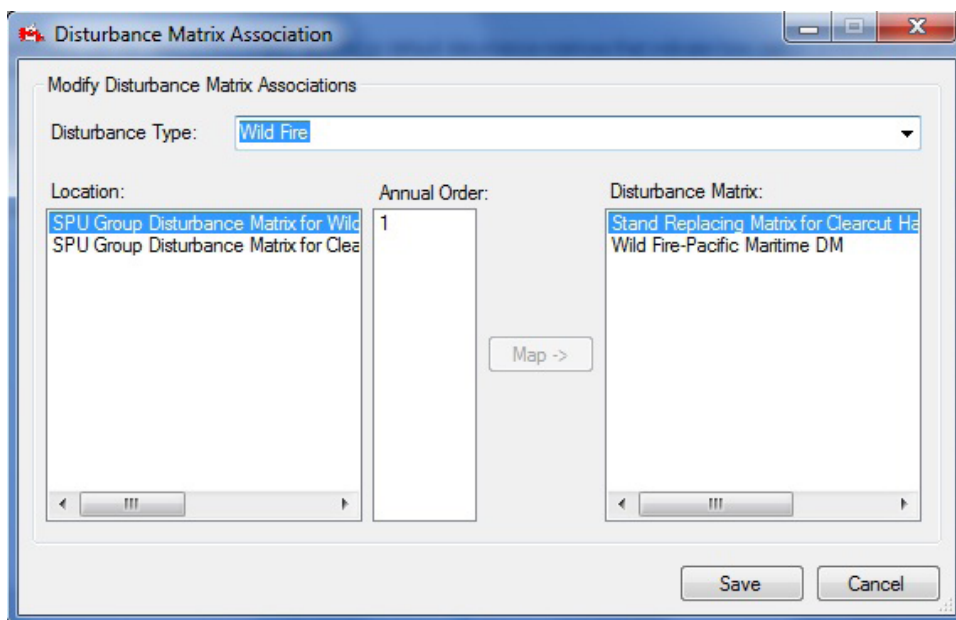 Disturbance Matrix Association
Modify Disturbance Matrix Associations
Disturbance Type: Wild Fire
Location: Annual Order: Disturbance Matrix:
SPU Group Disturbance Matrix for Wild 1 Stand Replacing Matrix for Clearcut Ha
SPU Group Disturbance Matrix for Clea Wild Fire-Pacific Maritime DM
Map ->
Save Cancel